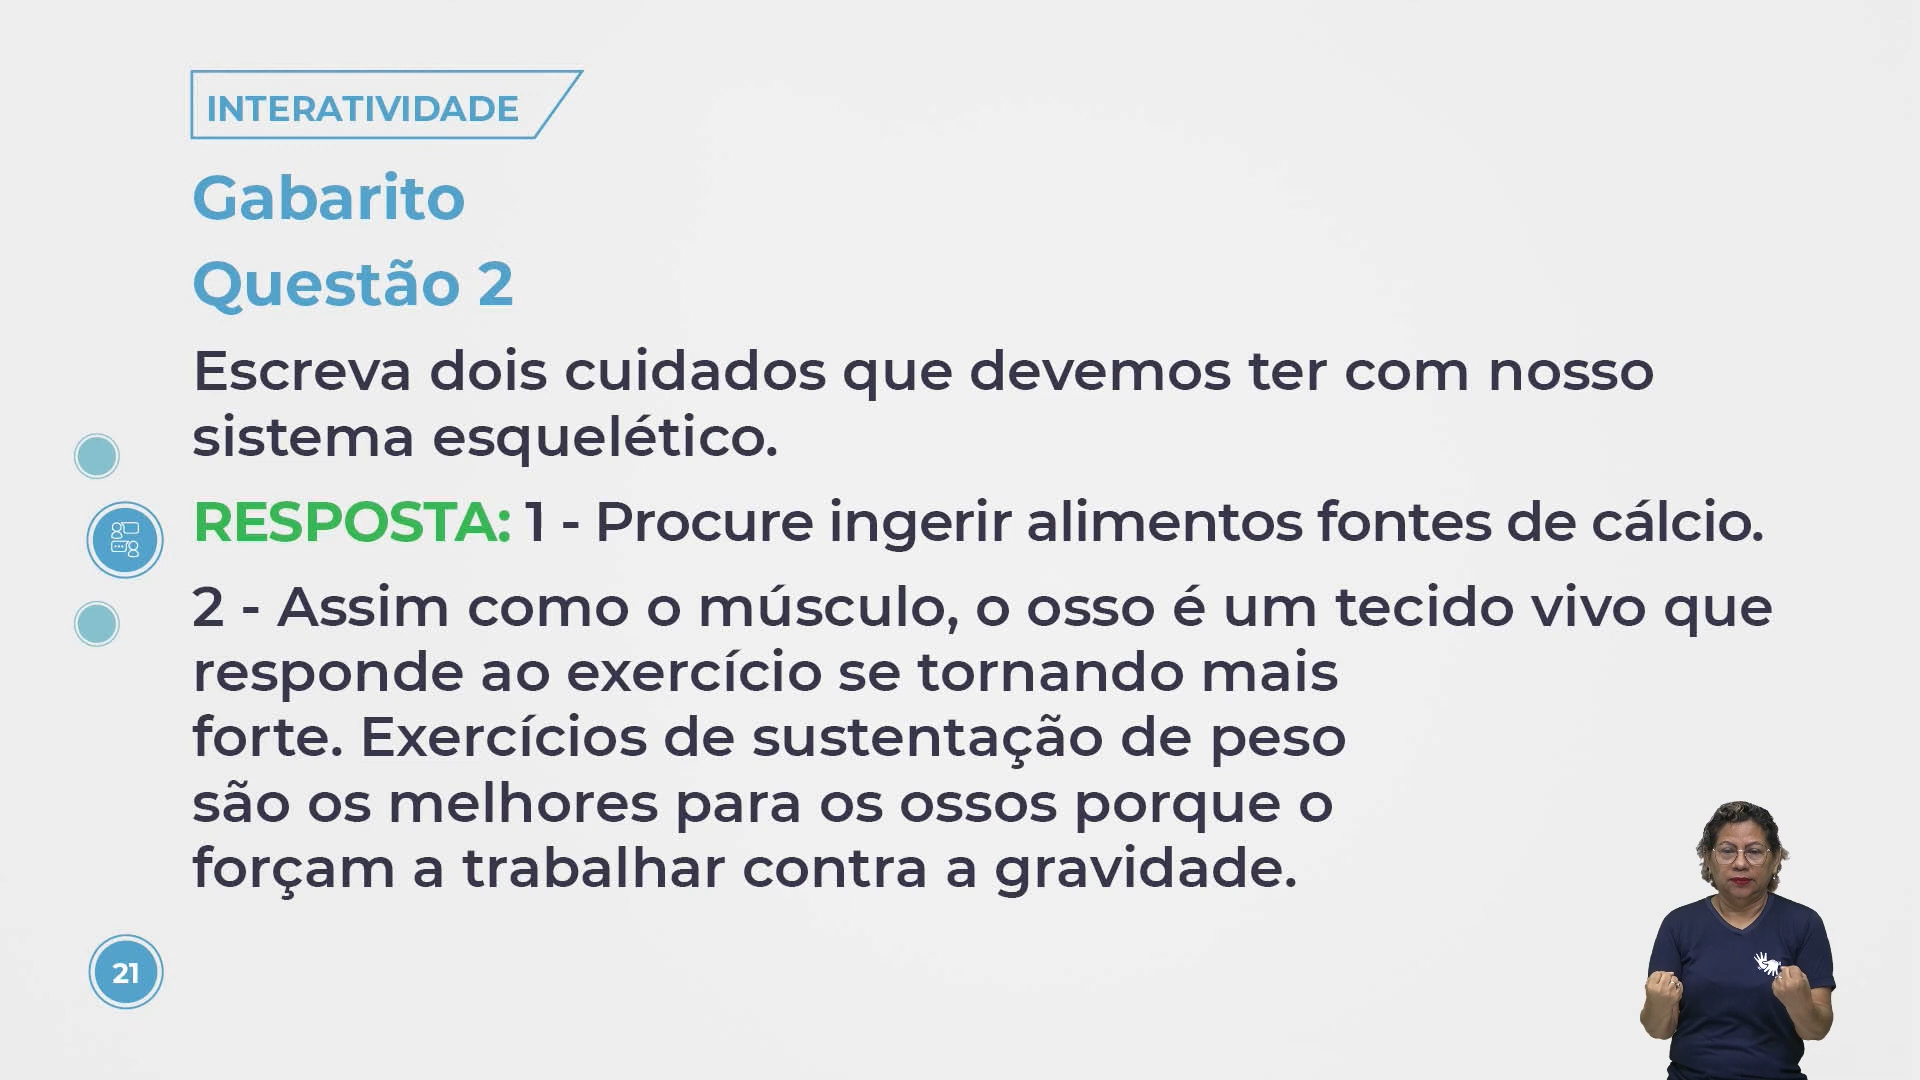 INTERATIVIDADE
Gabarito
Questão 2
Escreva dois cuidados que devemos ter com nosso
sistema esquelético.
RESPOSTA: 1 - Procure ingerir alimentos fontes de cálcio.
2 - Assim como o músculo, o osso é um tecido vivo que
responde ao exercício se tornando mais
forte. Exercícios de sustentação de peso
são os melhores para os ossos porque o
forçam a trabalhar contra a gravidade.
21